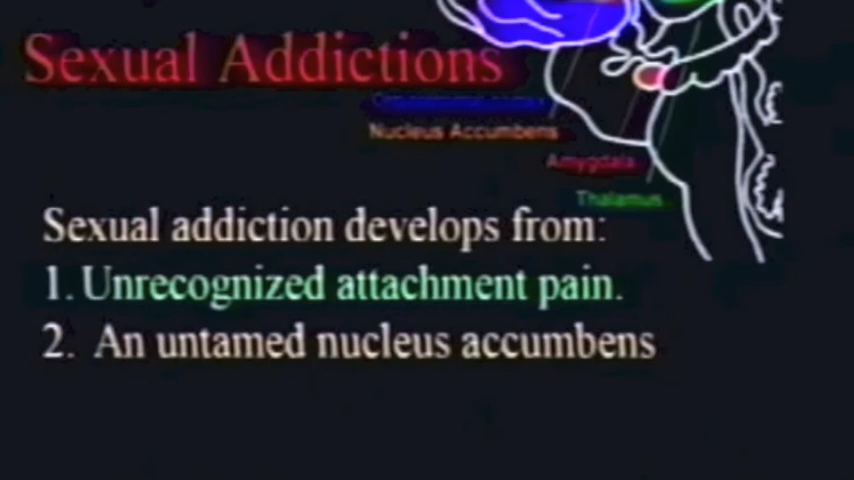 Sexual Addictions
Nucleus Accumbens
Amygdala
Thalamus
Sexual addiction develops from:
1. Unrecognized attachment pain.
2. An untamed nucleus accumbens